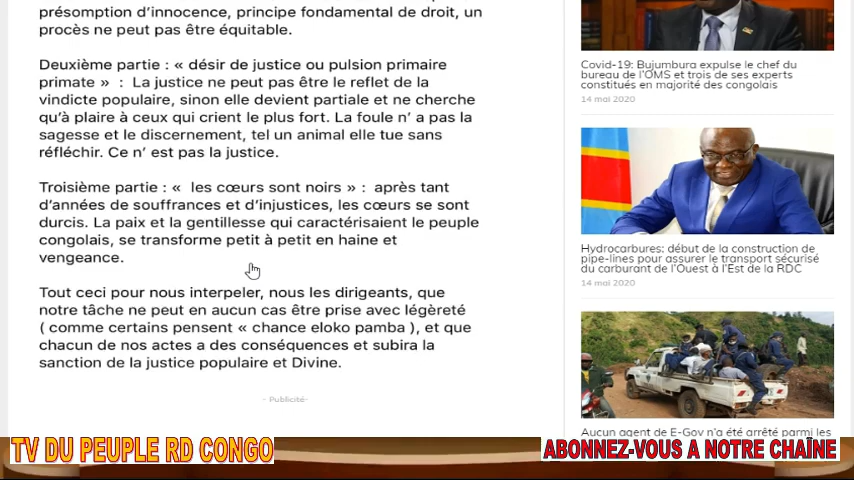 présomption d'innocence, principe fondamental de droit, un
procès ne peut pas être équitable.
Deuxième partie : « désir de justice ou pulsion primaire
primate » : La justice ne peut pas être le reflet de la
vindicte populaire, sinon elle devient partiale et ne cherche
qu'à plaire à ceux qui crient le plus fort. La foule n' a pas la
sagesse et le discernement, tel un animal elle tue sans
réfléchir. Ce n' est pas la justice.
Troisième partie : « les cœurs sont noirs » : après tant
d'années de souffrances et d'injustices, les cœurs se sont
durcis. La paix et la gentillesse qui caractérisaient le peuple
congolais, se transforme petit à petit en haine et
vengeance.
Tout ceci pour nous interpeler, nous les dirigeants, que
notre tâche ne peut en aucun cas être prise avec légèreté
( comme certains pensent « chance eloko pamba ), et que
chacun de nos actes a des conséquences et subira la
sanction de la justice populaire et Divine.
- Publicité-
Covid-19: Bujumbura expulse le chef du
bureau de l'OMS et trois de ses experts
constitués en majorité des congolais
14 mai 2020
Hydrocarbures: début de la construction de
pipe-lines pour assurer le transport sécurisé
du carburant de l'Ouest à l'Est de la RDC
14 mai 2020
Aucun agent de E-Gov n'a été arrêté parmi les
TV DU PEUPLE RD CONGO
ABONNEZ-VOUS A NOTRE CHAÎNE